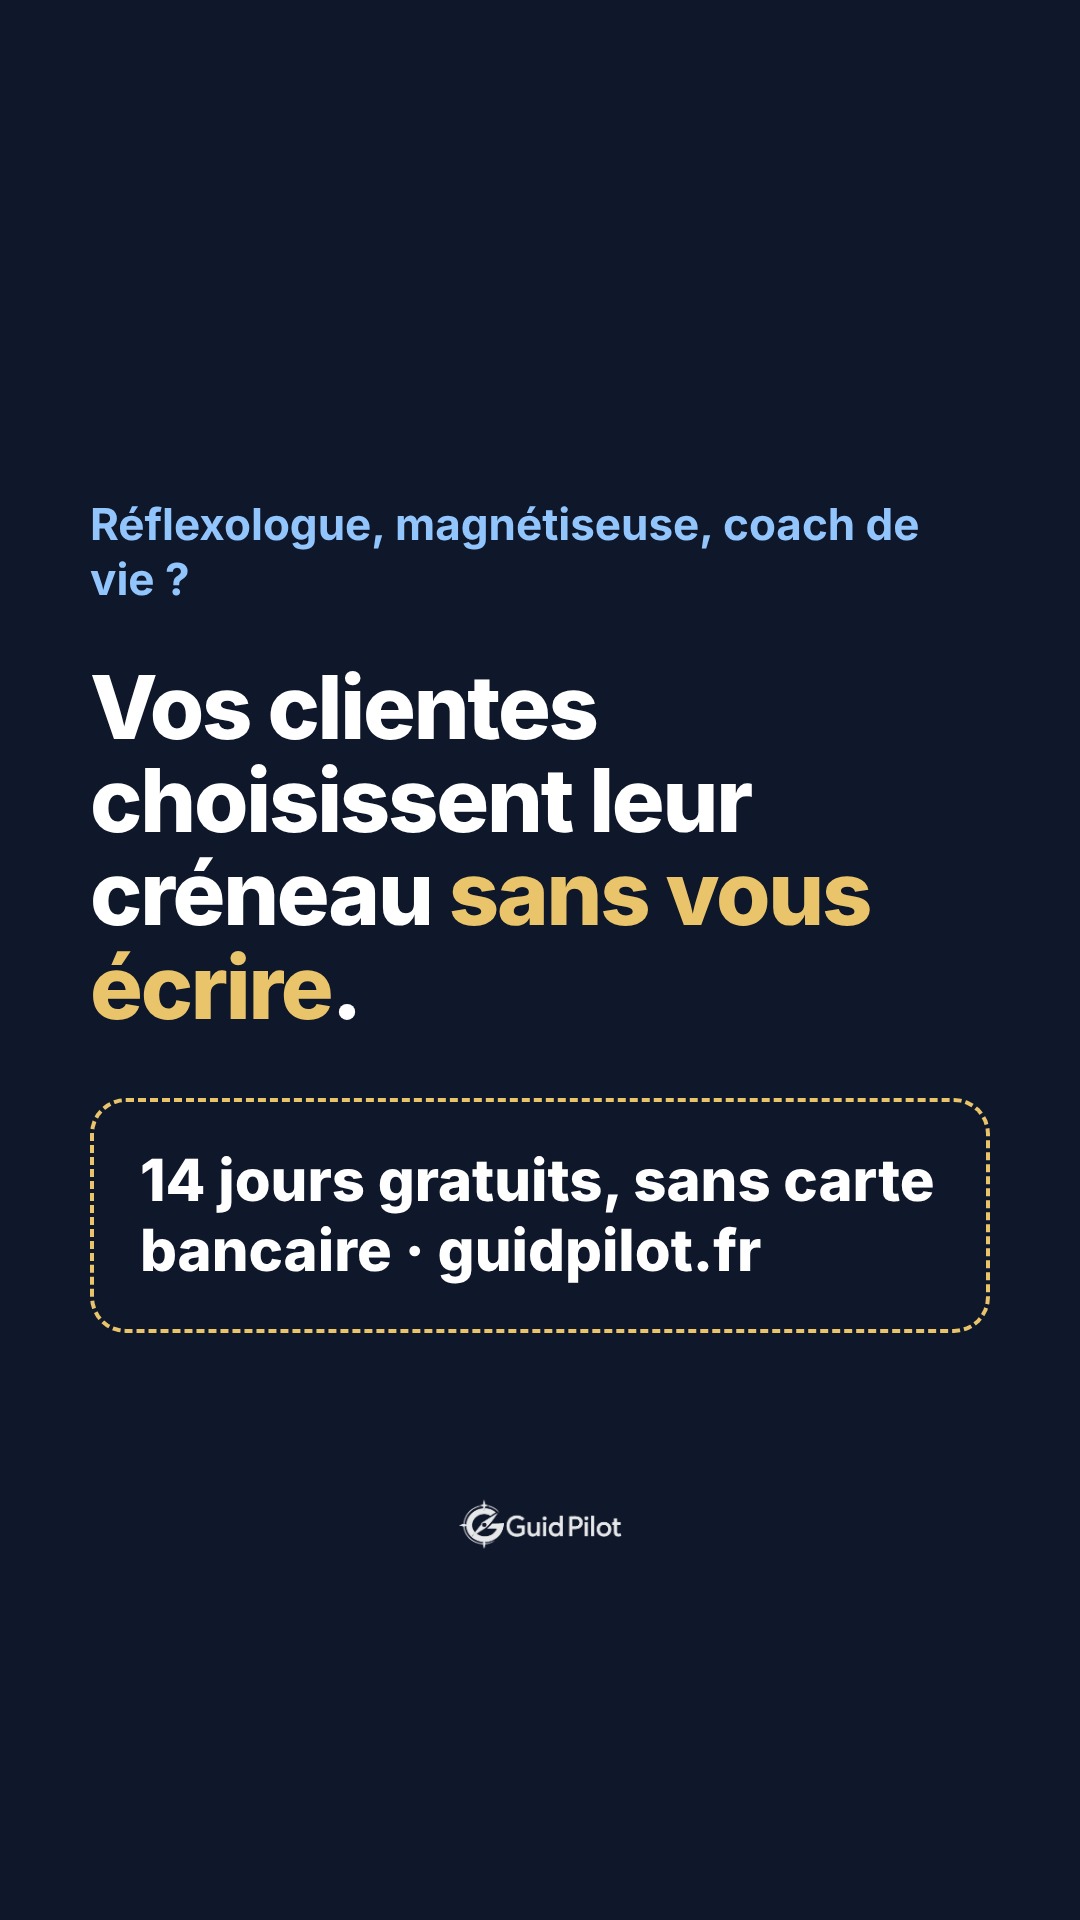 Réflexologue, magnétiseuse, coach de
vie ?
Vos clientes
choisissent leur
créneau sans vous
écrire.
14 jours gratuits, sans carte
bancaire · guidpilot.fr
Guid Pilot